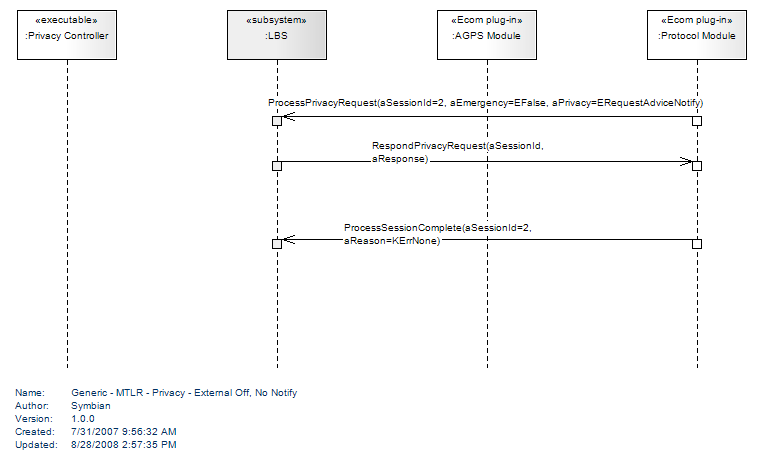 «executable»
:Privacy Controller
«subsystem»
:LBS
«Ecom plug-in»
:AGPS Module
«Ecom plug-in»
:Protocol Module
ProcessPrivacyRequest(aSessionId=2, aEmergency=EFalse, aPrivacy=ERequestAdviceNotify)
RespondPrivacyRequest(aSessionId,
aResponse)
ProcessSessionComplete(aSessionId=2,
aReason=KErrNone)
Name: Generic - MTLR - Privacy - External Off, No Notify
Author: Symbian
Version: 1.0.0
Created: 7/31/2007 9:56:32 AM
Updated: 8/28/2008 2:57:35 PM